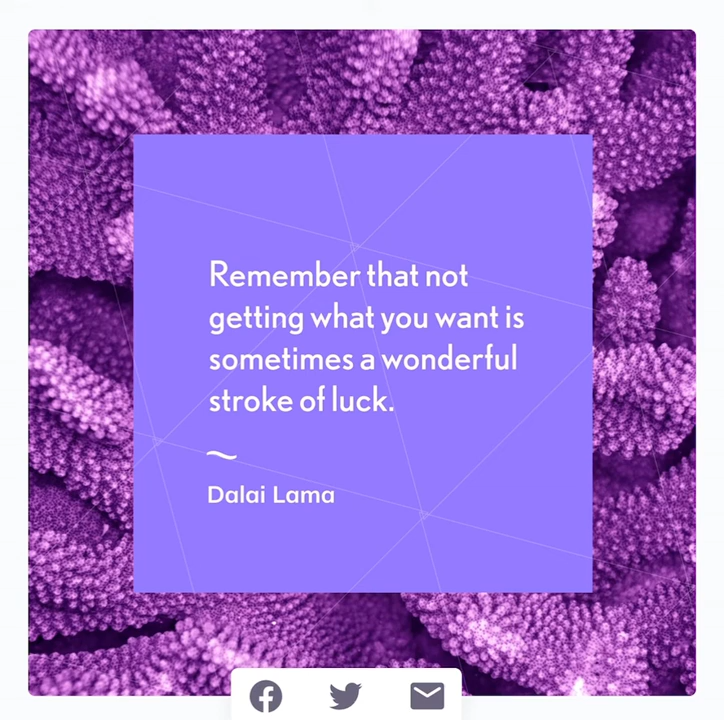 Remember that not
getting what you want is
sometimes a wonderful
stroke of luck.
~
Dalai Lama